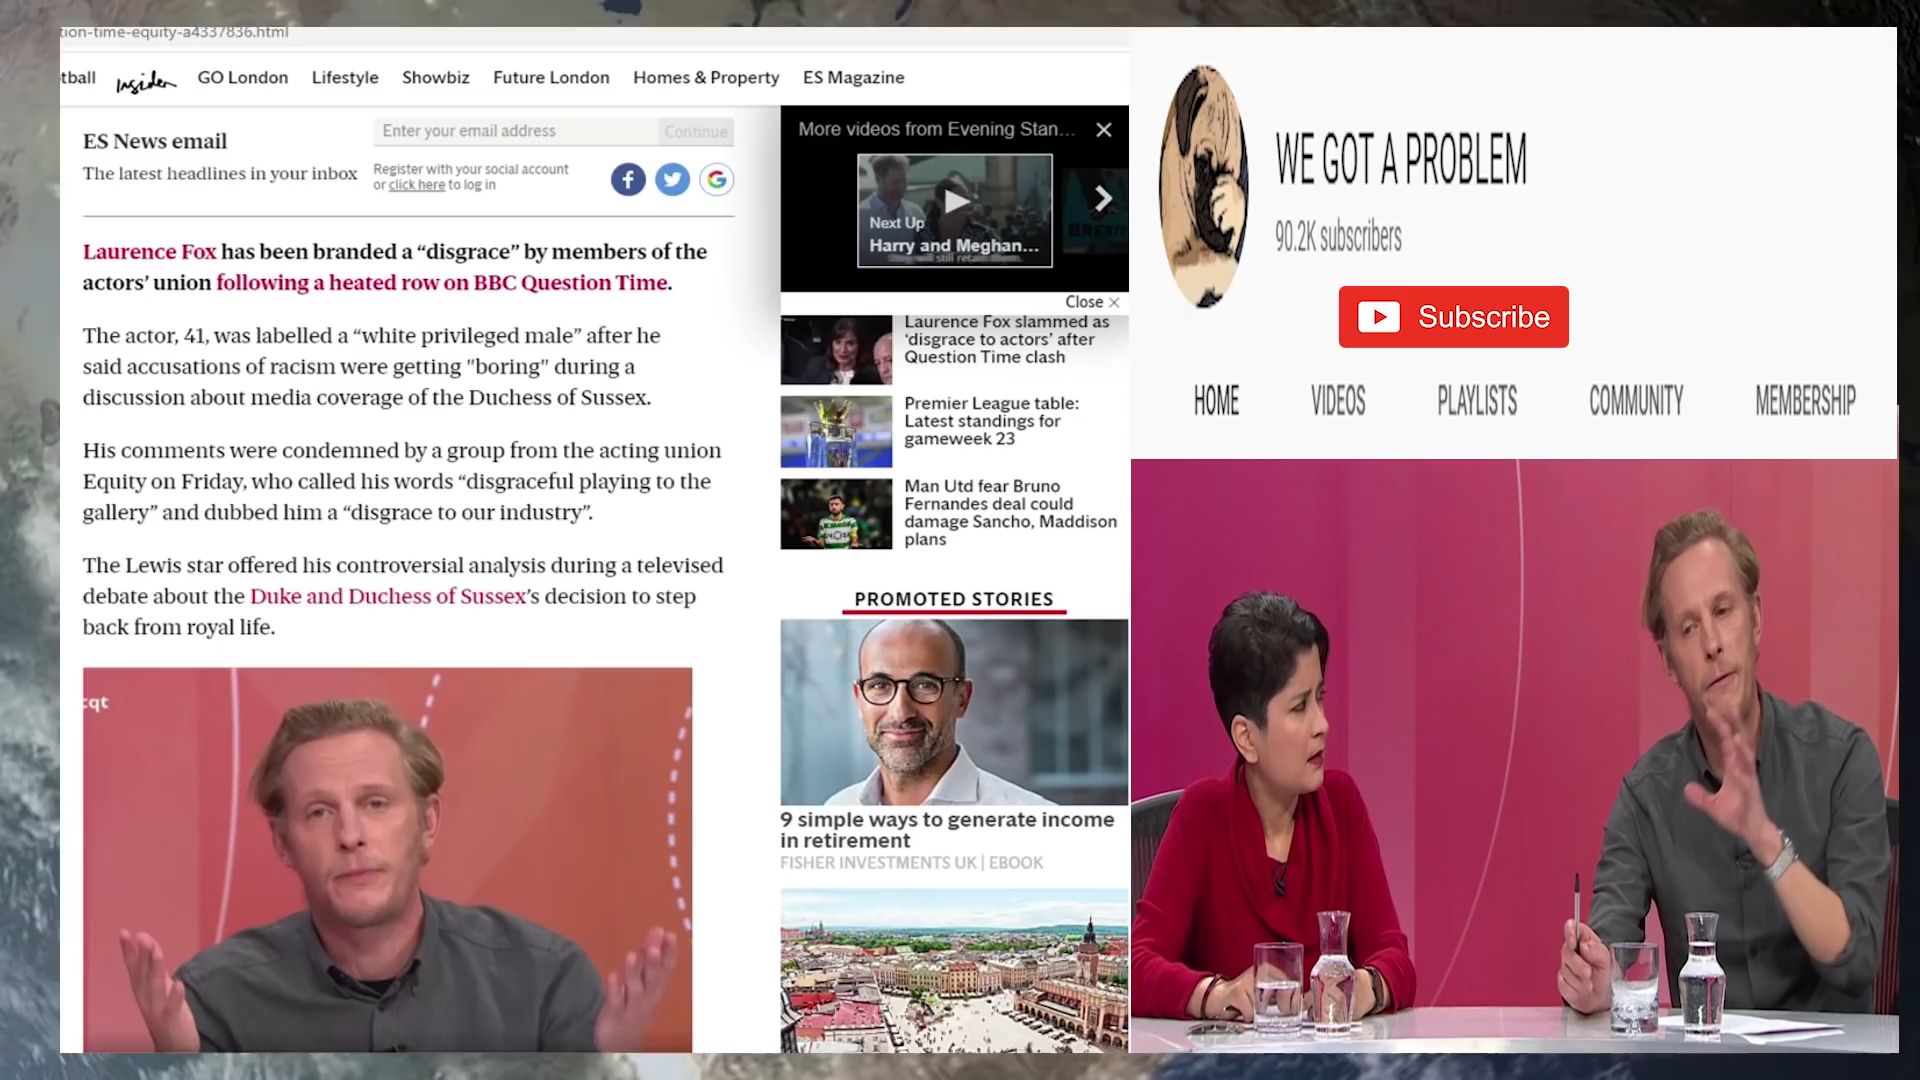 tion-time-equity-a4337836.html
tball
Insider
GO London
Lifestyle
Showbiz
Future London
Homes & Property
ES Magazine
ES News email
The latest headlines in your inbox
Enter your email address
Continue
Register with your social account
or click here to log in
Laurence Fox has been branded a “disgrace” by members of the
actors’ union following a heated row on BBC Question Time.
The actor, 41, was labelled a “white privileged male” after he
said accusations of racism were getting "boring" during a
discussion about media coverage of the Duchess of Sussex.
His comments were condemned by a group from the acting union
Equity on Friday, who called his words “disgraceful playing to the
gallery” and dubbed him a “disgrace to our industry”.
The Lewis star offered his controversial analysis during a televised
debate about the Duke and Duchess of Sussex’s decision to step
back from royal life.
cqt
More videos from Evening Stan...
Next Up
Harry and Meghan...
they will still retain them.
BREXIT
Close
Laurence Fox slammed as
‘disgrace to actors’ after
Question Time clash
Premier League table:
Latest standings for
gameweek 23
Man Utd fear Bruno
Fernandes deal could
damage Sancho, Maddison
plans
PROMOTED STORIES
9 simple ways to generate income
in retirement
FISHER INVESTMENTS UK | EBOOK
WE GOT A PROBLEM
90.2K subscribers
Subscribe
HOME
VIDEOS
PLAYLISTS
COMMUNITY
MEMBERSHIP